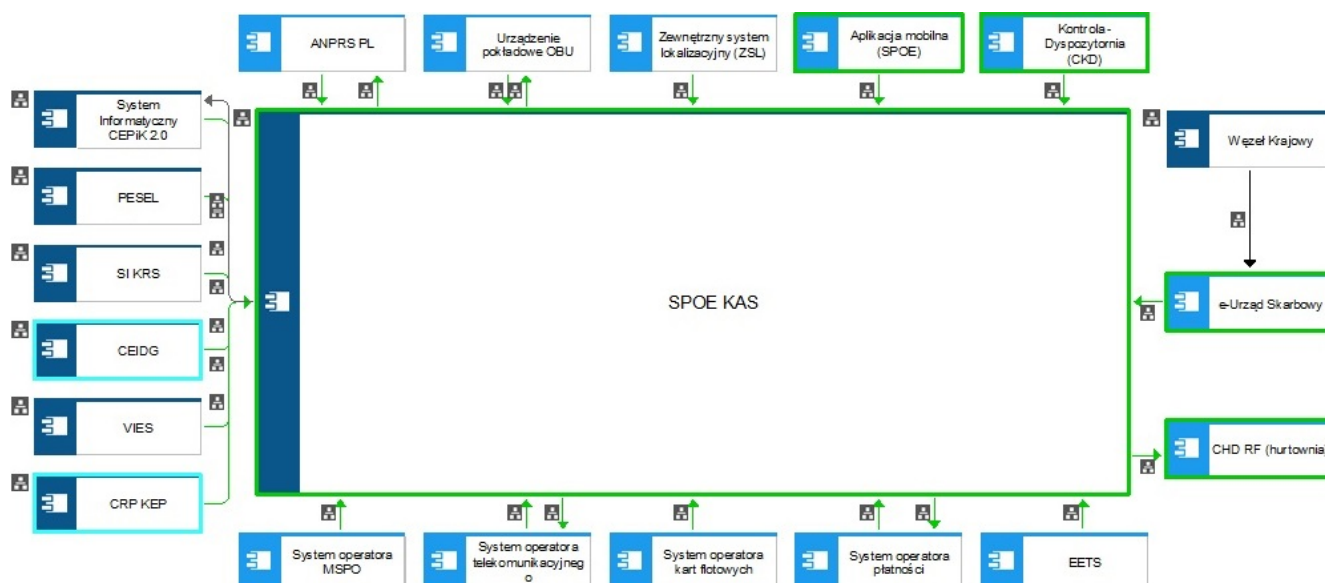 ANPRS PL
Urządzenie
pokładowe OBU
Zewnętrzny system
lokalizacyjny (ZSL)
Aplikacja mobilna
(SPOE)
Kontrola -
Dyspozytornia
(CKD)
System
Informatyczny
CEPiK 2.0
PESEL
SI KRS
CEIDG
VIES
CRP KEP
SPOE KAS
Węzeł Krajowy
e-Urząd Skarbowy
CHD RF (hurtownia)
System operatora
MSPO
System operatora
telekomunikacyjneg
o
System operatora
kart flotowych
System operatora
płatności
EETS